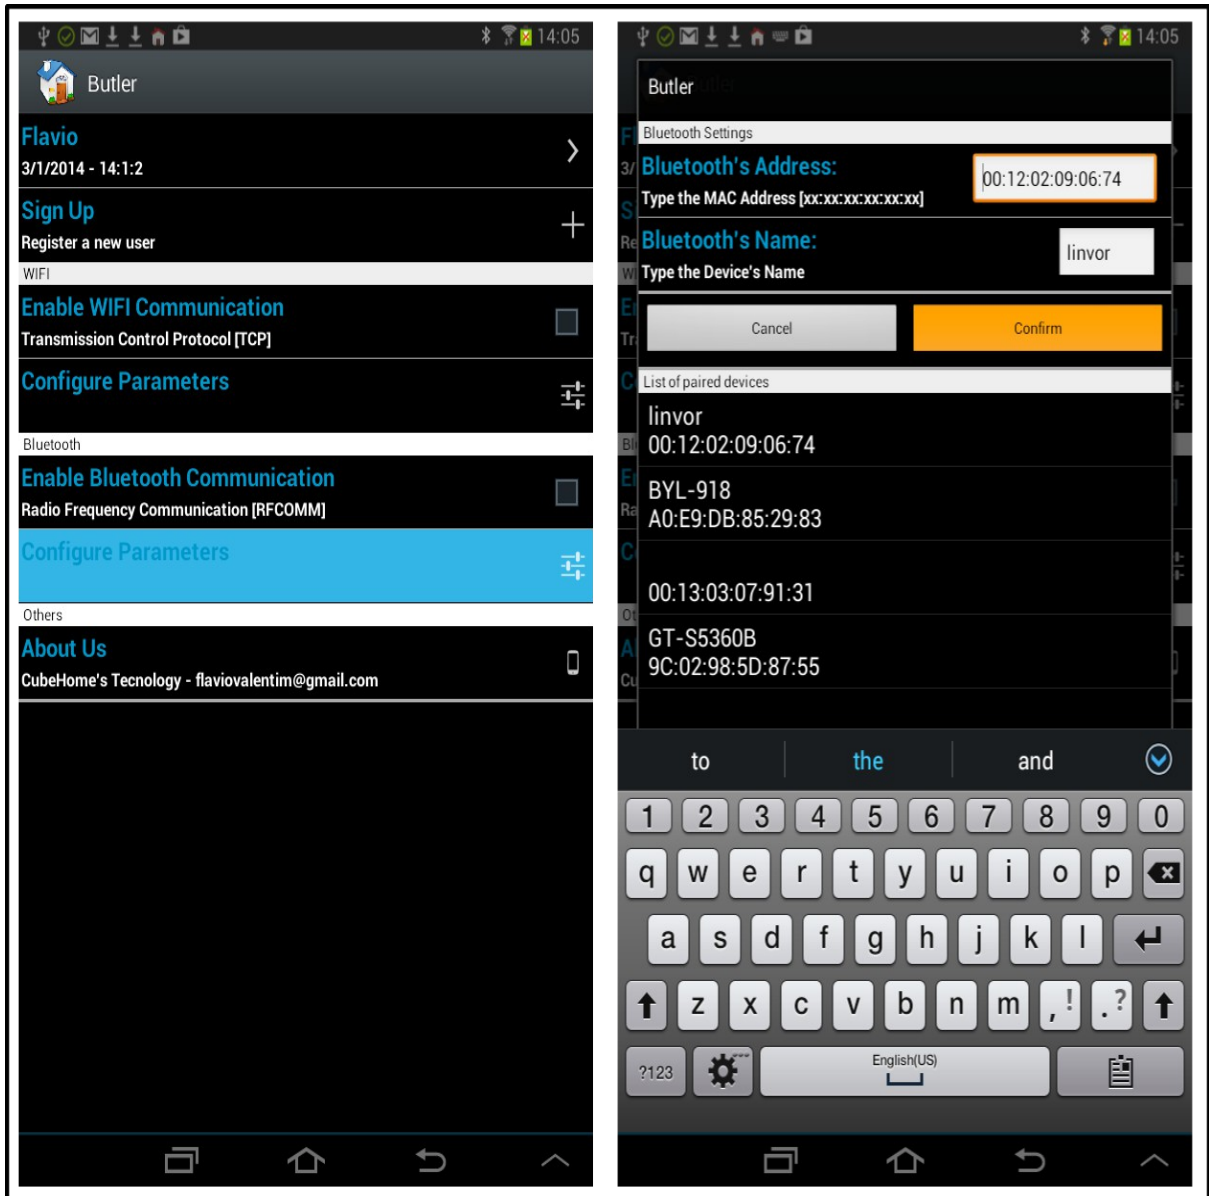 14:05
Butler
Flavio
3/1/2014 - 14:1:2
Sign Up
Register a new user
WIFI
Enable WIFI Communication
Transmission Control Protocol [TCP]
Configure Parameters
Bluetooth
Enable Bluetooth Communication
Radio Frequency Communication [RFCOMM]
Configure Parameters
Others
About Us
CubeHome's Tecnology - flaviovalentim@gmail.com
14:05
Butler
Bluetooth Settings
Bluetooth's Address:
00:12:02:09:06:74
Type the MAC Address [xx:xx:xx:xx:xx:xx]
Bluetooth's Name:
linvor
Type the Device's Name
Cancel Confirm
List of paired devices
linvor
00:12:02:09:06:74
BYL-918
A0:E9:DB:85:29:83
00:13:03:07:91:31
GT-S5360B
9C:02:98:5D:87:55
to the and
1 2 3 4 5 6 7 8 9 0
q w e r t y u i o p
a s d f g h j k l
z x c v b n m , ! . ?
?123 English(US)